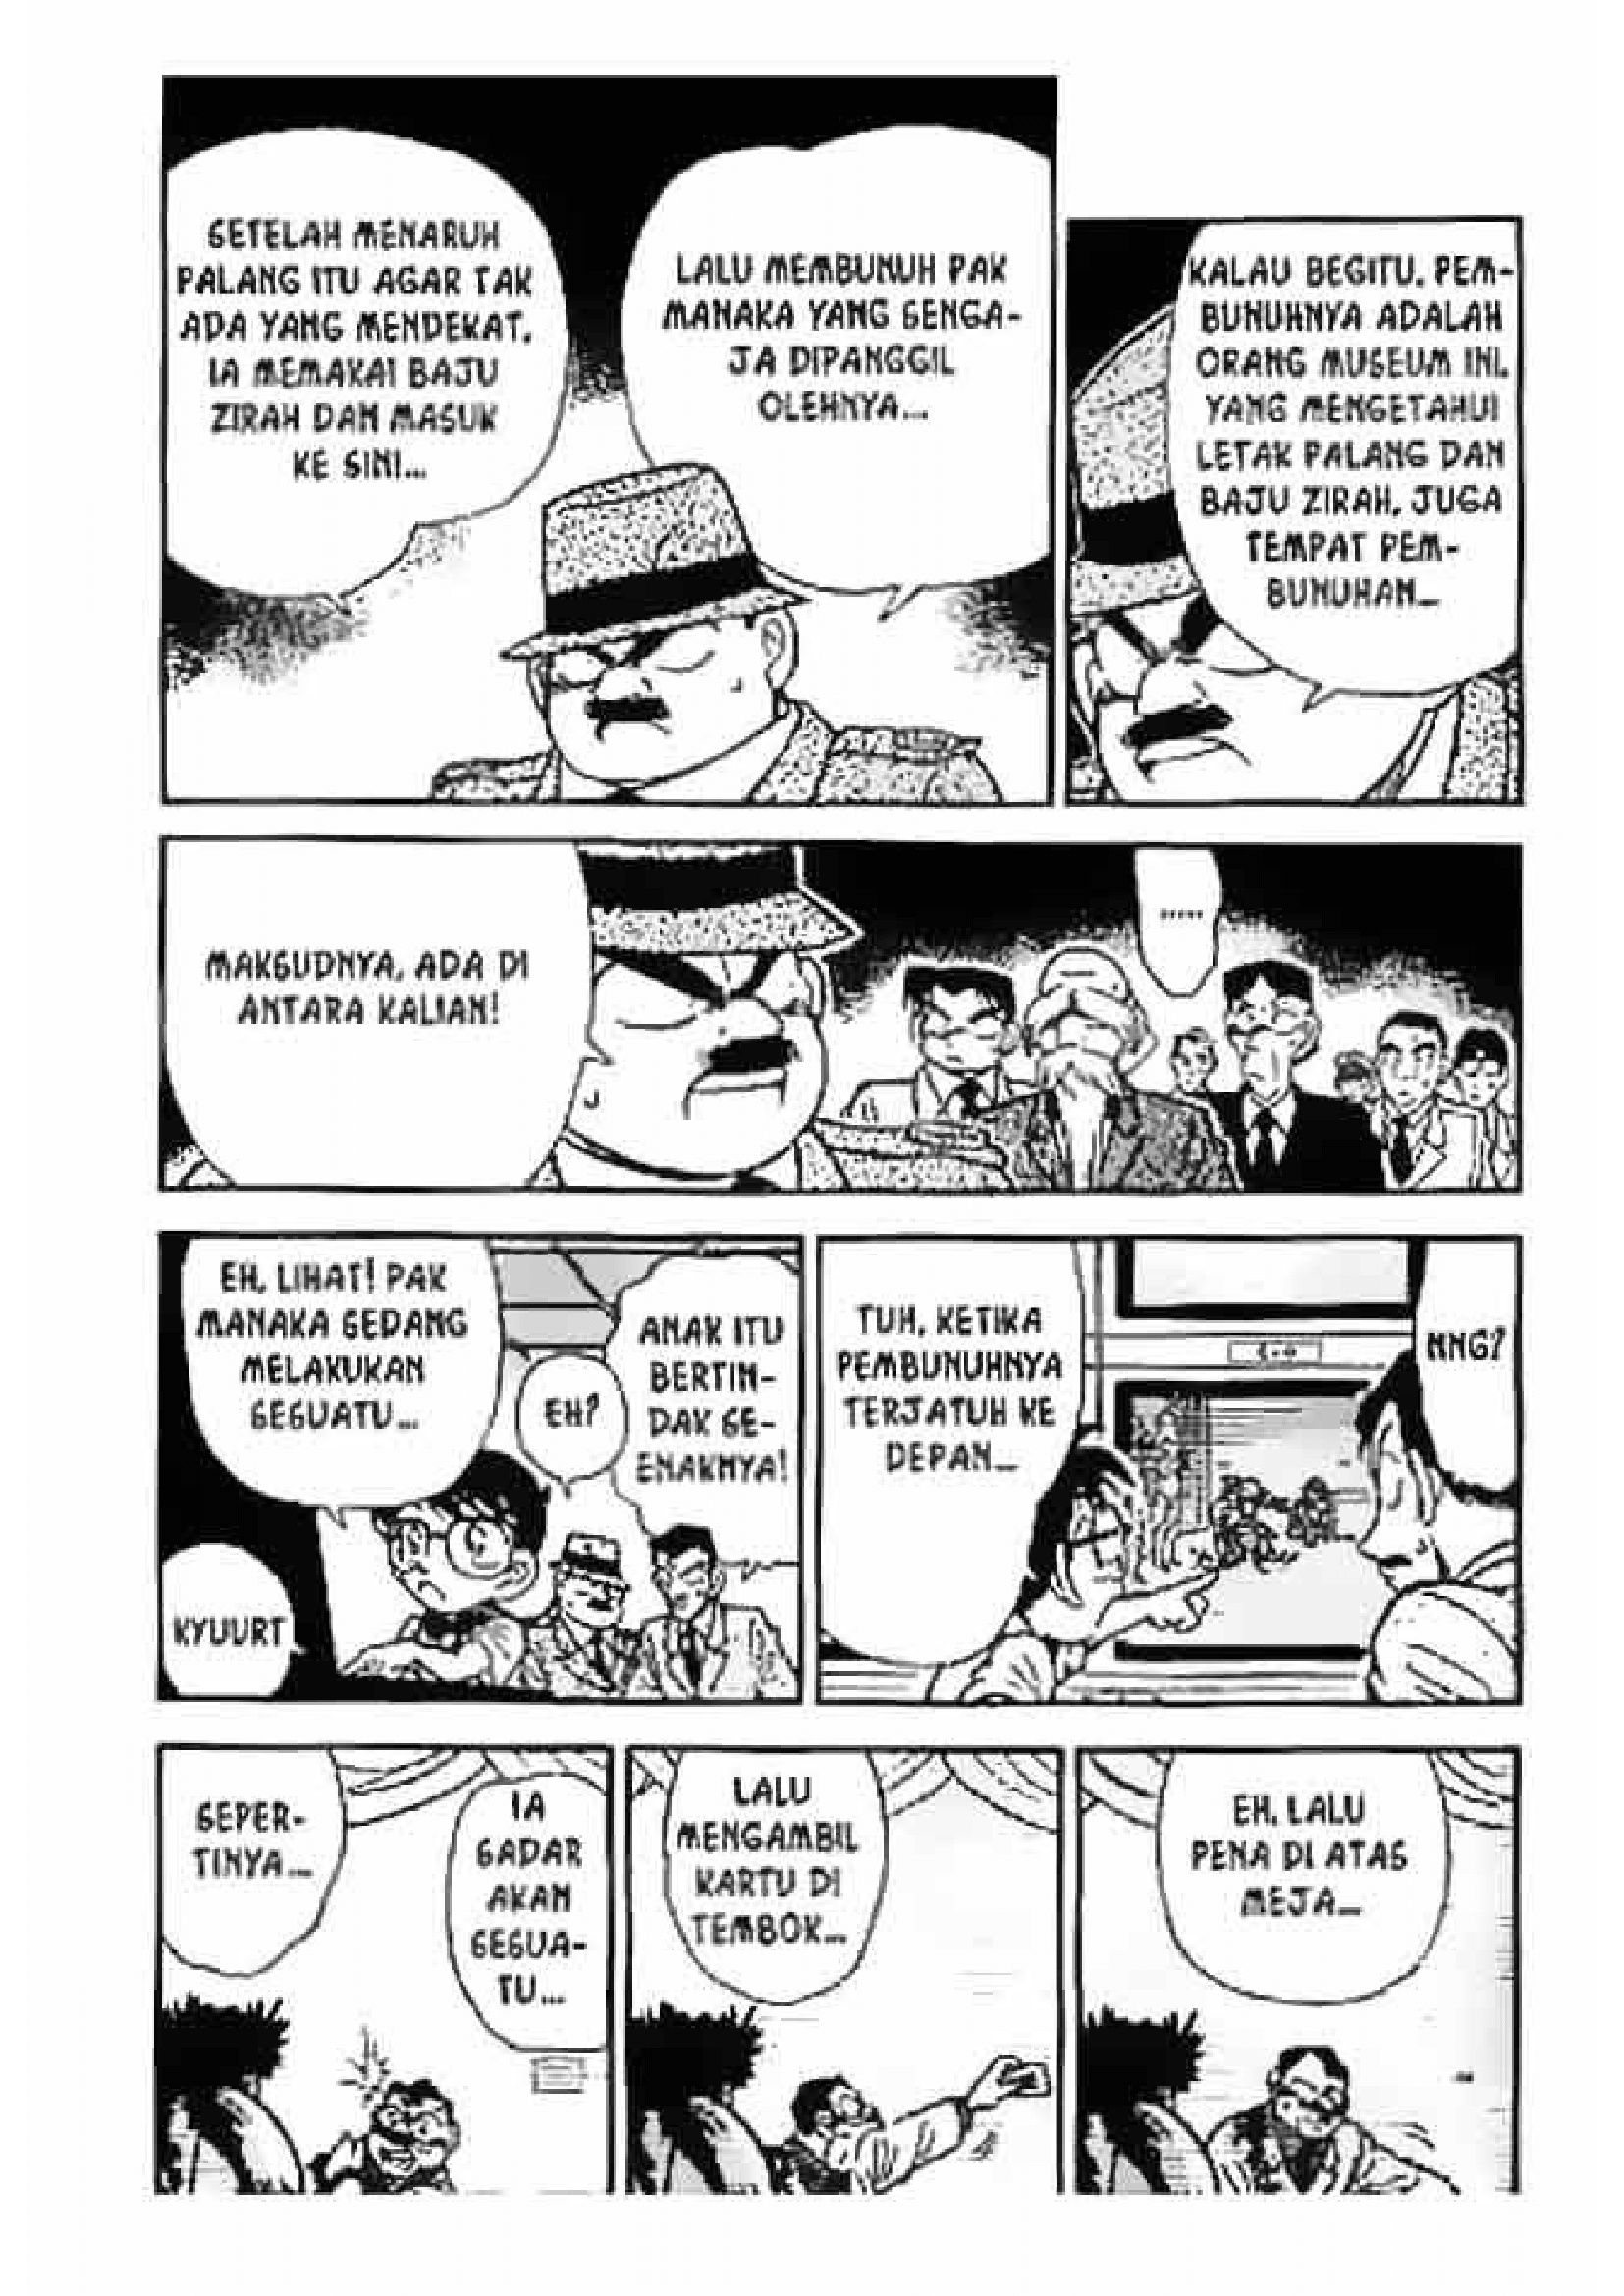 SETELAH MENARUH
PALANG ITU AGAR TAK
ADA YANG MENDEKAT,
IA MEMAKAI BAJU
ZIRAH DAN MASUK
KE SINI...
LALU MEMBUNUH PAK
MANAKA YANG SENGA-
JA DIPANGGIL
OLEHNYA...
KALAU BEGITU, PEM-
BUNUHNYA ADALAH
ORANG MUSEUM INI,
YANG MENGETAHUI
LETAK PALANG DAN
BAJU ZIRAH, JUGA
TEMPAT PEM-
BUNUHAN...
MAKSUDNYA, ADA DI
ANTARA KALIAN!
.....
EH, LIHAT! PAK
MANAKA SEDANG
MELAKUKAN
SESUATU...
EH?
ANAK ITU
BERTIN-
DAK SE-
ENAKNYA!
KYUURT
TUH, KETIKA
PEMBUNUHNYA
TERJATUH KE
DEPAN...
NNG?
SEPER-
TINYA...
IA
SADAR
AKAN
SESUA-
TU...
LALU
MENGAMBIL
KARTU DI
TEMBOK...
EH, LALU
PENA DI ATAS
MEJA...